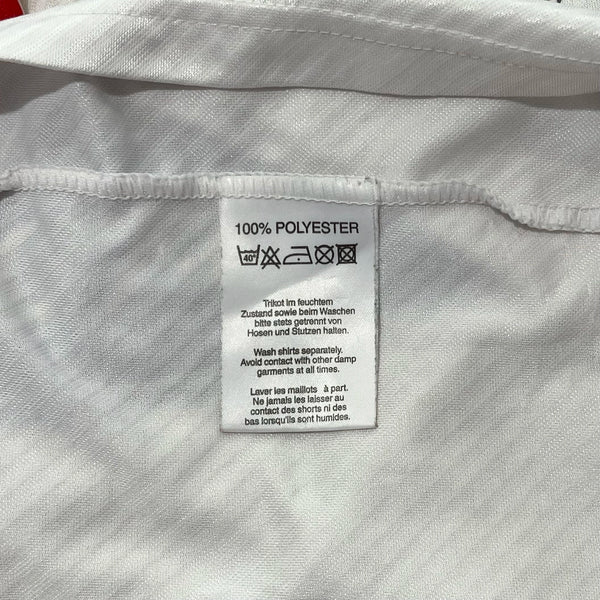 100% POLYESTER
40°
Trikot im feuchtem
Zustand sowie beim Waschen
bitte stets getrennt von
Hosen und Stutzen halten.
Wash shirts separately.
Avoid contact with other damp
garments at all times.
Laver les maillots à part.
Ne jamais les laisser au
contact des shorts ni des
bas lorsqu'ils sont humides.